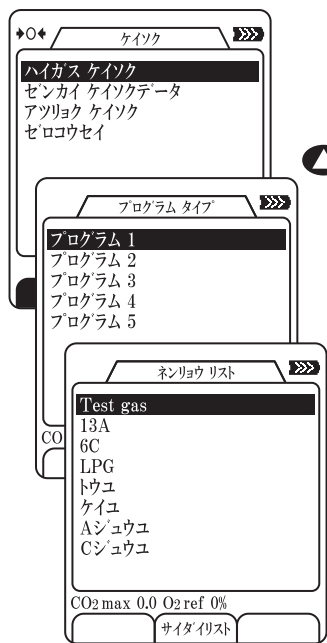 ケイソク
ハイガス ケイソク
ゼンカイ ケイソクデータ
アツリョク ケイソク
ゼロコウセイ
プログラム タイプ
プログラム 1
プログラム 2
プログラム 3
プログラム 4
プログラム 5
CO
ネンリョウ リスト
Test gas
13A
6C
LPG
トウユ
ケイユ
Aジュウユ
Cジュウユ
CO2 max 0.0 O2 ref 0%
サイダイリスト